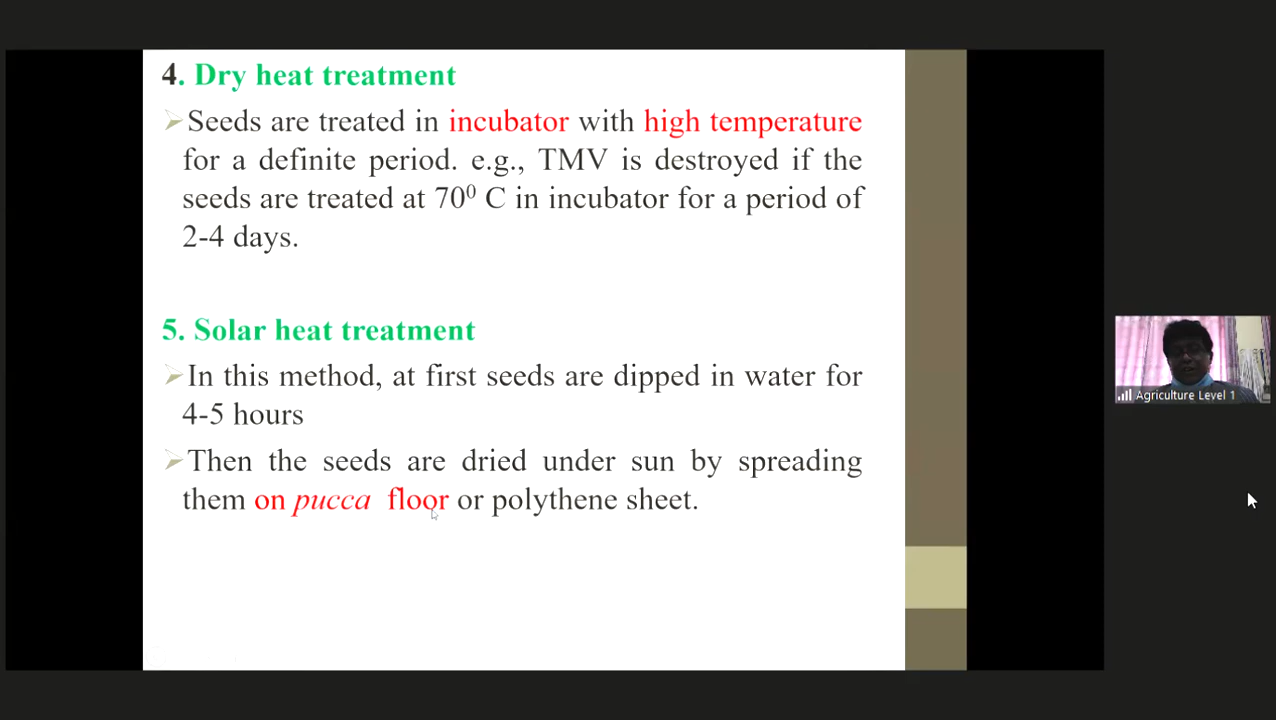 4. Dry heat treatment
Seeds are treated in incubator with high temperature
for a definite period. e.g., TMV is destroyed if the
seeds are treated at 70⁰ C in incubator for a period of
2-4 days.
5. Solar heat treatment
In this method, at first seeds are dipped in water for
4-5 hours
Then the seeds are dried under sun by spreading
them on pucca floor or polythene sheet.
Agriculture Level 1